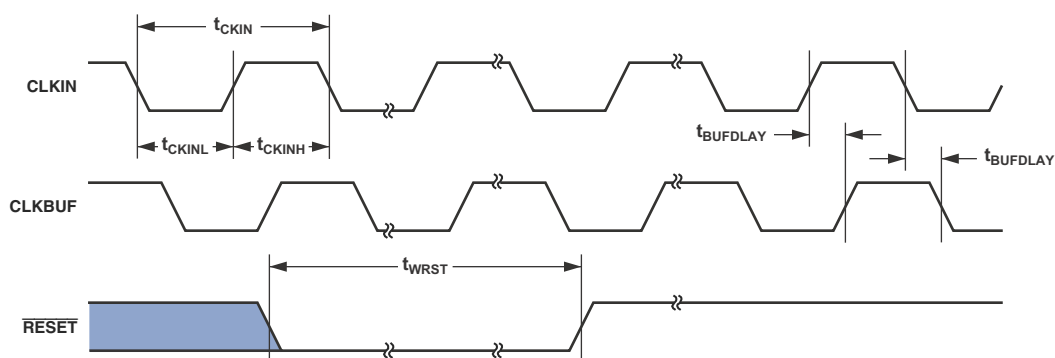 tCKIN
CLKIN
tCKINL
tCKINH
tBUFDLAY
tBUFDLAY
CLKBUF
tWRST
RESET